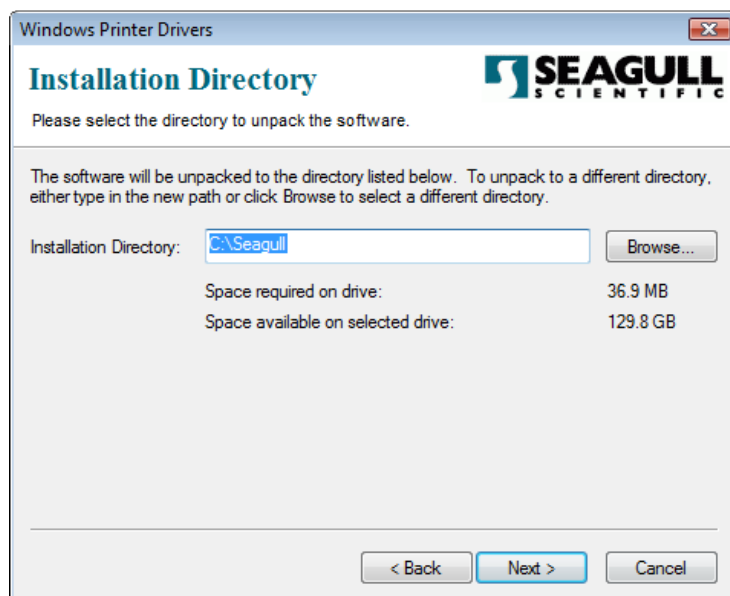 Windows Printer Drivers
Installation Directory
SEAGULL
SCIENTIFIC
Please select the directory to unpack the software.
The software will be unpacked to the directory listed below. To unpack to a different directory,
either type in the new path or click Browse to select a different directory.
Installation Directory: C:\Seagull Browse...
Space required on drive: 36.9 MB
Space available on selected drive: 129.8 GB
< Back Next > Cancel